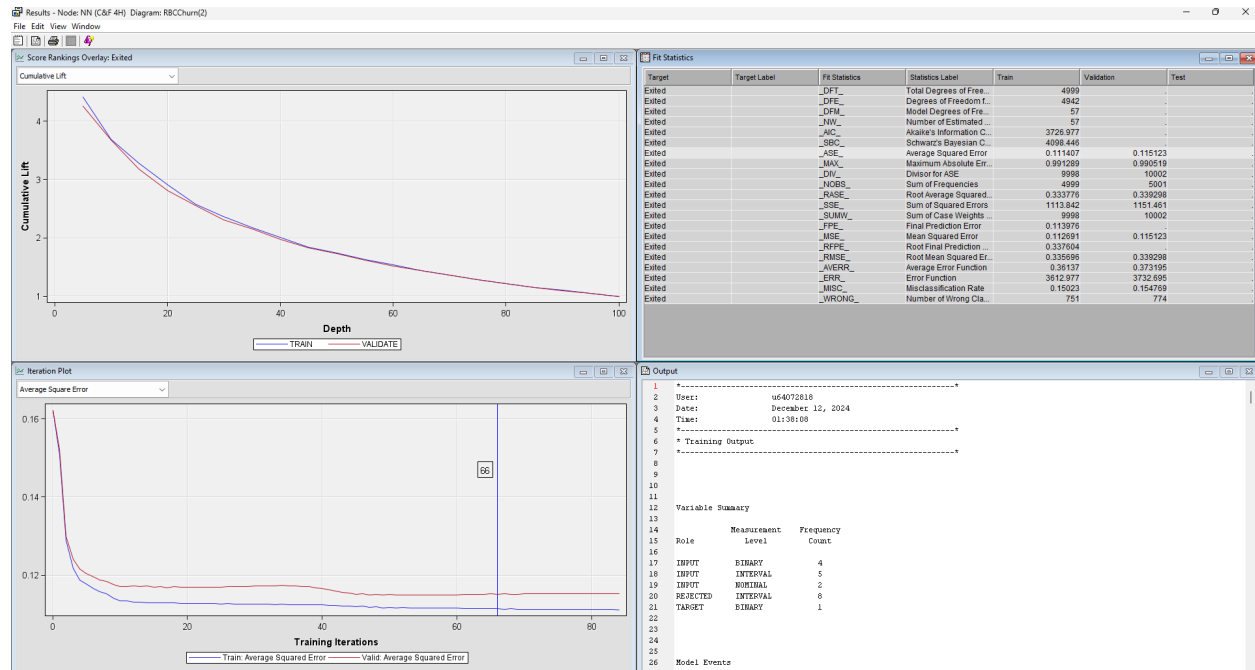 Results - Node: NN (C&F 4H) Diagram: RBCChurn(2)
File Edit View Window
Score Rankings Overlay: Exited
Cumulative Lift
Cumulative Lift
4
3
2
1
0 20 40 60 80 100
Depth
TRAIN VALIDATE
Fit Statistics
Target Target Label Fit Statistics Statistics Label Train Validation Test
Exited _DFT_ Total Degrees of Free... 4999 .
Exited _DFE_ Degrees of Freedom f... 4942 .
Exited _DFM_ Model Degrees of Fre... 57 .
Exited _NW_ Number of Estimated ... 57 .
Exited _AIC_ Akaike's Information C... 3726.977 .
Exited _SBC_ Schwarz's Bayesian C... 4098.446 .
Exited _ASE_ Average Squared Error 0.111407 0.115123 .
Exited _MAX_ Maximum Absolute Err... 0.991289 0.990519 .
Exited _DIV_ Divisor for ASE 9998 10002 .
Exited _NOBS_ Sum of Frequencies 4999 5001 .
Exited _RASE_ Root Average Squared... 0.333776 0.339298 .
Exited _SSE_ Sum of Squared Errors 1113.842 1151.461 .
Exited _SUMW_ Sum of Case Weights ... 9998 10002 .
Exited _FPE_ Final Prediction Error 0.113976 .
Exited _MSE_ Mean Squared Error 0.112691 0.115123 .
Exited _RFPE_ Root Final Prediction ... 0.337604 .
Exited _RMSE_ Root Mean Squared Er... 0.335696 0.339298 .
Exited _AVERR_ Average Error Function 0.36137 0.373195 .
Exited _ERR_ Error Function 3612.977 3732.695 .
Exited _MISC_ Misclassification Rate 0.15023 0.154769 .
Exited _WRONG_ Number of Wrong Cla... 751 774 .
Iteration Plot
Average Square Error
0.16
0.14
0.12
66
0 20 40 60 80
Training Iterations
Train: Average Squared Error Valid: Average Squared Error
Output
1 *------------------------------------------------------------*
2 User: u64072818
3 Date: December 12, 2024
4 Time: 01:38:08
5 *------------------------------------------------------------*
6 * Training Output
7 *------------------------------------------------------------*
8
9
10
11
12 Variable Summary
13
14 Measurement Frequency
15 Role Level Count
16
17 INPUT BINARY 4
18 INPUT INTERVAL 5
19 INPUT NOMINAL 2
20 REJECTED INTERVAL 8
21 TARGET BINARY 1
22
23
24
25
26 Model Events